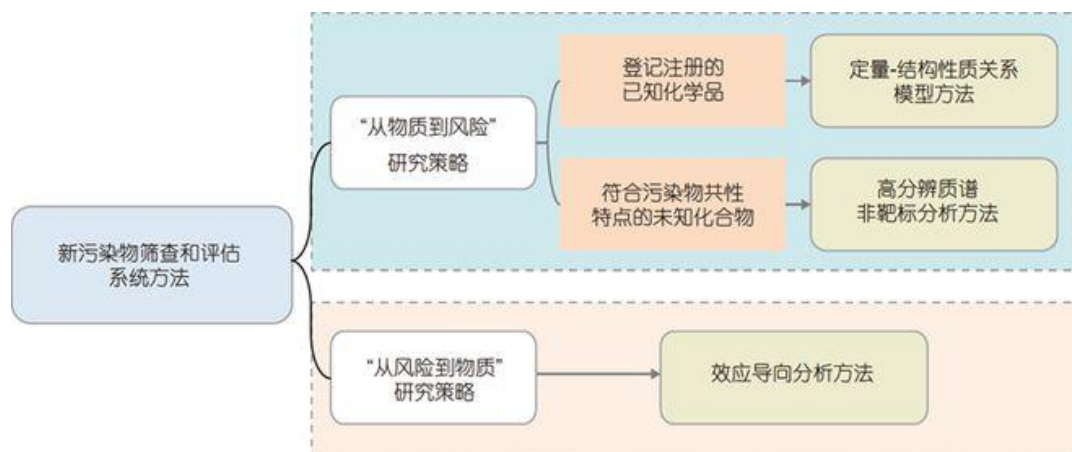 新污染物筛查和评估
系统方法
“从物质到风险”
研究策略
登记注册的
已知化学品
定量-结构性质关系
模型方法
符合污染物共性
特点的未知化合物
高分辨质谱
非靶标分析方法
“从风险到物质”
研究策略
效应导向分析方法